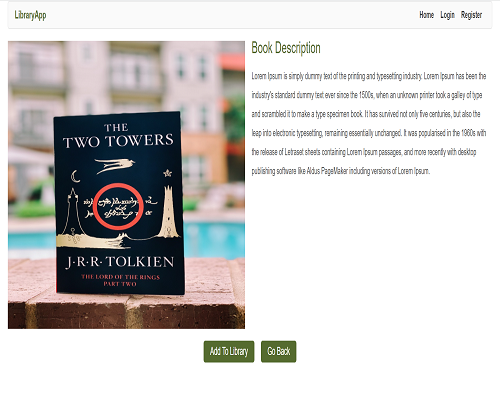 LibraryApp
Home Login Register
THE
TWO TOWERS
J·R·R·TOLKIEN
THE LORD OF THE RINGS
PART TWO
Book Description
Lorem Ipsum is simply dummy text of the printing and typesetting industry. Lorem Ipsum has been the
industry's standard dummy text ever since the 1500s, when an unknown printer took a galley of type
and scrambled it to make a type specimen book. It has survived not only five centuries, but also the
leap into electronic typesetting, remaining essentially unchanged. It was popularised in the 1960s with
the release of Letraset sheets containing Lorem Ipsum passages, and more recently with desktop
publishing software like Aldus PageMaker including versions of Lorem Ipsum.
Add To Library Go Back